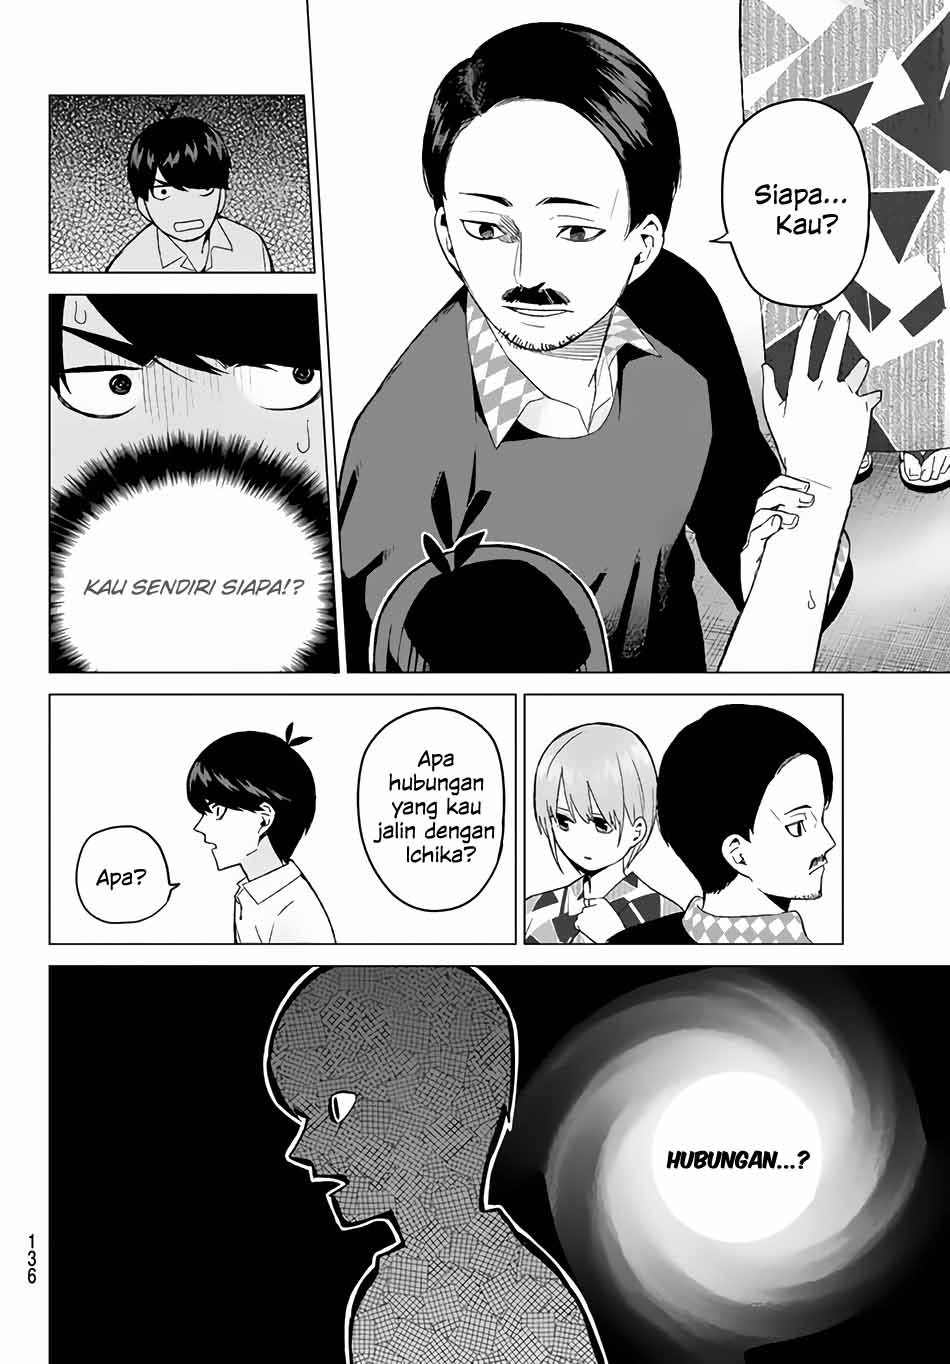 Siapa...
Kau?
KAU SENDIRI SIAPA!?
Apa
hubungan
yang kau
jalin dengan
Ichika?
Apa?
HUBUNGAN...?
136